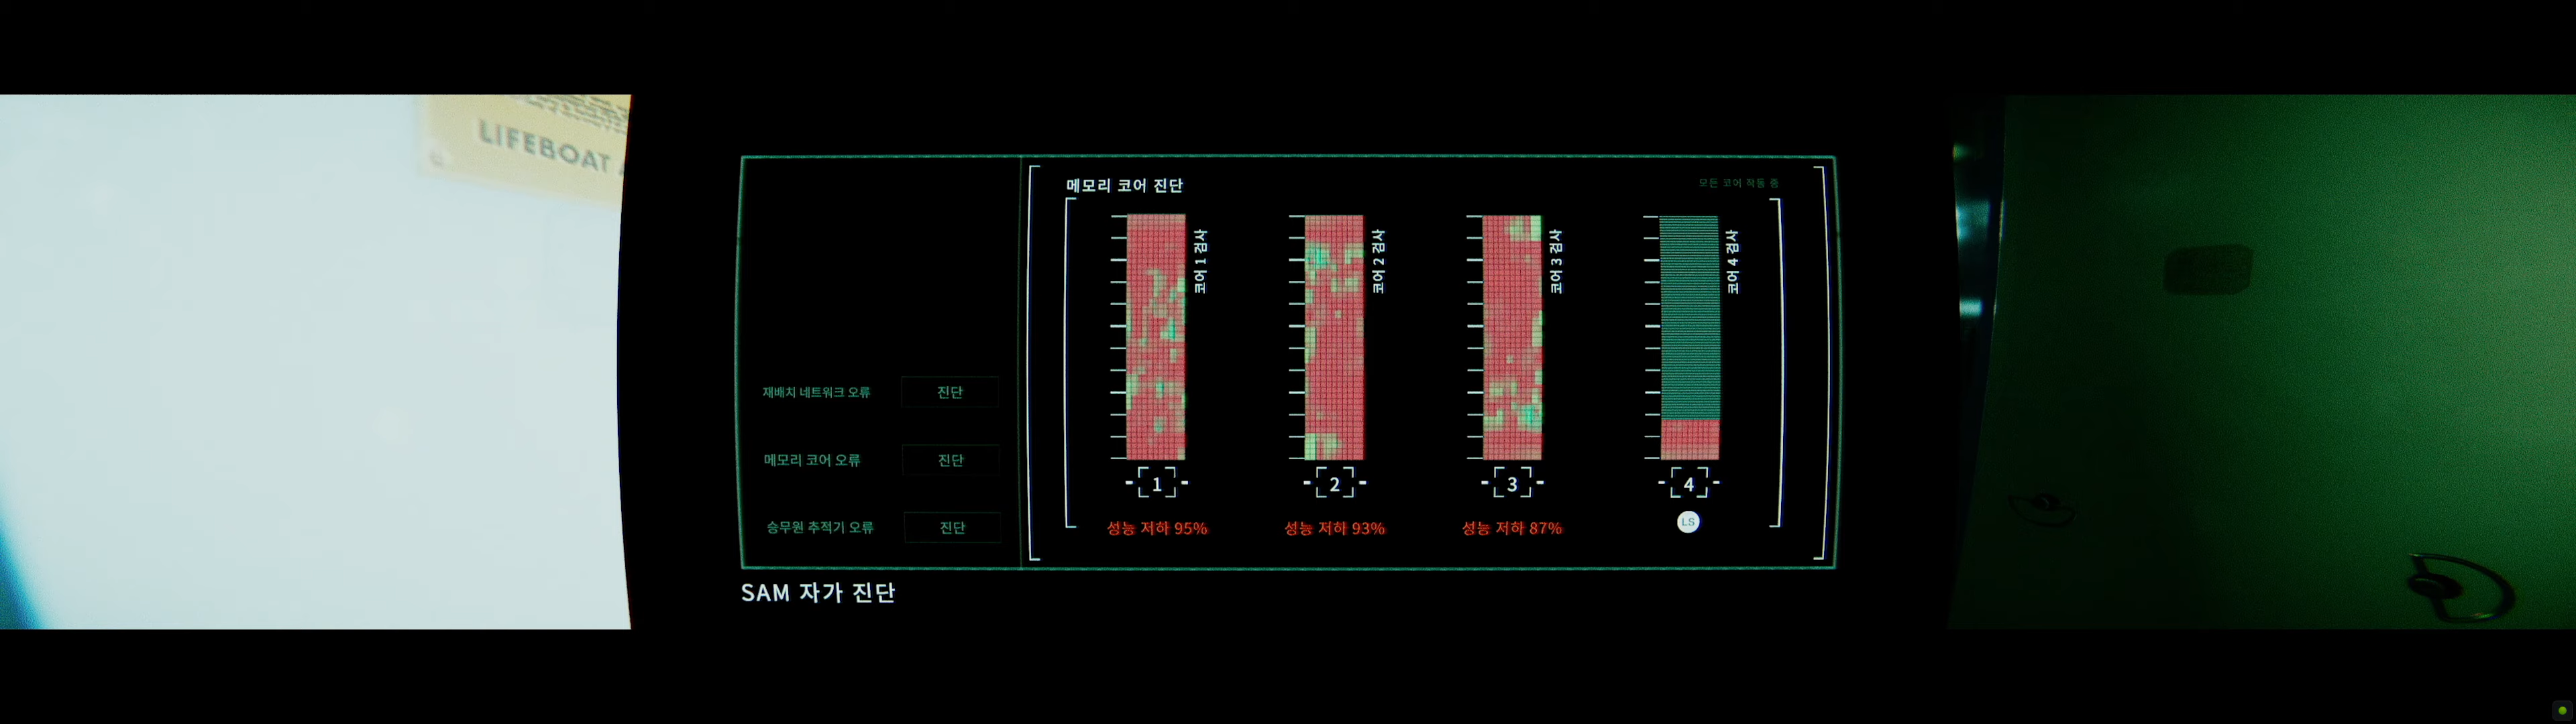 LIFEBOAT
메모리 코어 진단
모든 코어 작동 중
코어 1 검사
코어 2 검사
코어 3 검사
코어 4 검사
재배치 네트워크 오류
진단
메모리 코어 오류
진단
승무원 추적기 오류
진단
1
2
3
4
성능 저하 95%
성능 저하 93%
성능 저하 87%
LS
SAM 자가 진단